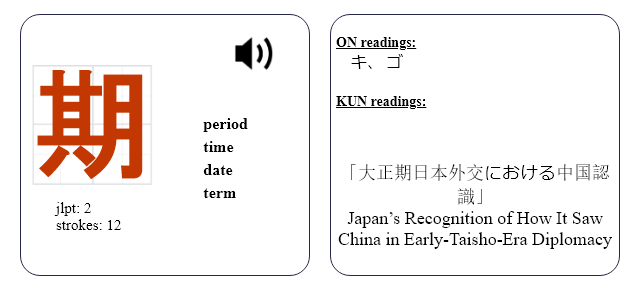 期
period
time
date
term
jlpt: 2
strokes: 12
ON readings:
キ、 ゴ
KUN readings:
「大正期日本外交における中国認
識」
Japan’s Recognition of How It Saw
China in Early-Taisho-Era Diplomacy